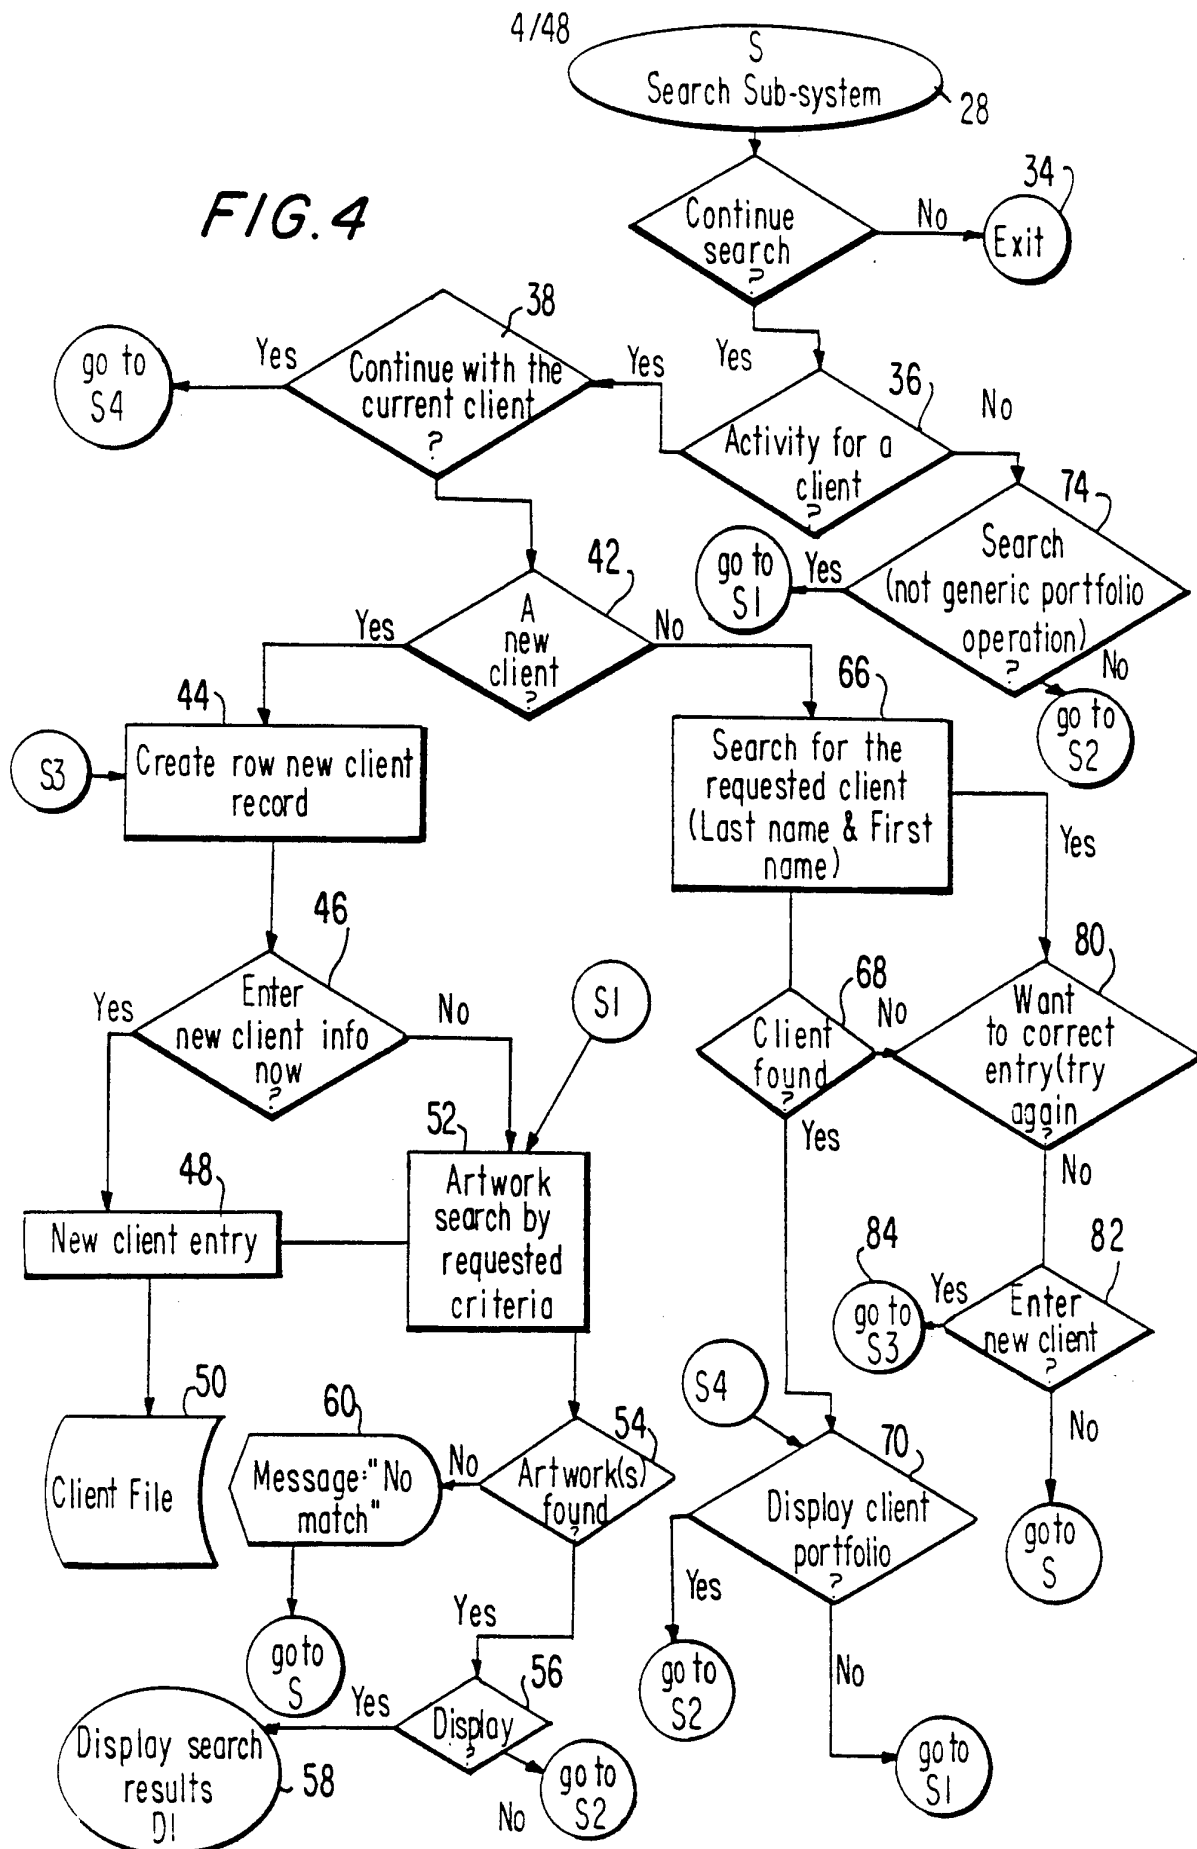 4/48
S
Search Sub-system
28
FIG.4
Continue
search
?
No
34
Exit
38
Continue with the
current client
?
Yes
go to
S4
Yes
Yes
36
Activity for a
client
?
No
74
Search
(not generic portfolio
operation)
?
Yes
go to
S1
No
go to
S2
42
A
new
client
?
Yes
No
44
Create row new client
record
S3
66
Search for the
requested client
(Last name & First
name)
Yes
46
Enter
new client info
now
?
Yes
No
S1
68
Client
found
?
No
Yes
80
Want
to correct
entry(try
again
?
No
48
New client entry
52
Artwork
search by
requested
criteria
84
go to
S3
Yes
82
Enter
new client
?
No
go to
S
50
Client File
60
Message:"No
match"
go to
S
No
54
Artwork(s)
found
?
Yes
S4
70
Display client
portfolio
?
Yes
go to
S2
No
go to
S1
56
Display
?
Yes
No
go to
S2
Display search
results
D1
58